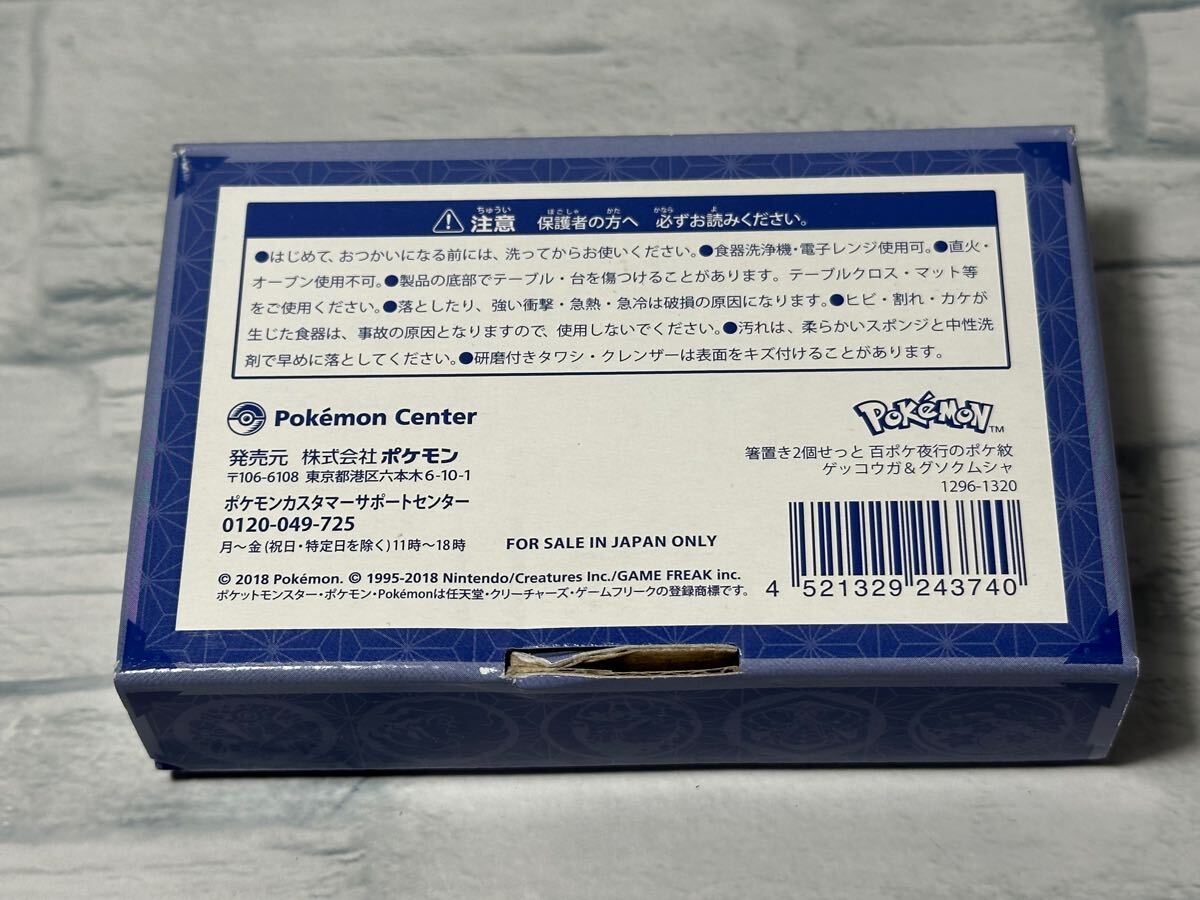 注意 保護者の方へ 必ずお読みください。
ちゅうい ほごしゃ かた かなら よ
●はじめて、おつかいになる前には、洗ってからお使いください。●食器洗浄機・電子レンジ使用可。●直火・
オーブン使用不可。●製品の底部でテーブル・台を傷つけることがあります。テーブルクロス・マット等
をご使用ください。●落としたり、強い衝撃・急熱・急冷は破損の原因になります。●ヒビ・割れ・カケが
生じた食器は、事故の原因となりますので、使用しないでください。●汚れは、柔らかいスポンジと中性洗
剤で早めに落としてください。●研磨付きタワシ・クレンザーは表面をキズ付けることがあります。
Pokémon Center
発売元 株式会社 ポケモン
〒106-6108 東京都港区六本木6-10-1
ポケモンカスタマーサポートセンター
0120-049-725
月～金(祝日・特定日を除く)11時～18時
FOR SALE IN JAPAN ONLY
© 2018 Pokémon. © 1995-2018 Nintendo/Creatures Inc./GAME FREAK inc.
ポケットモンスター・ポケモン・Pokémonは任天堂・クリーチャーズ・ゲームフリークの登録商標です。
POKéMON TM
箸置き2個せっと 百ポケ夜行のポケ紋
ゲッコウガ＆グソクムシャ
1296-1320
4 521329 243740